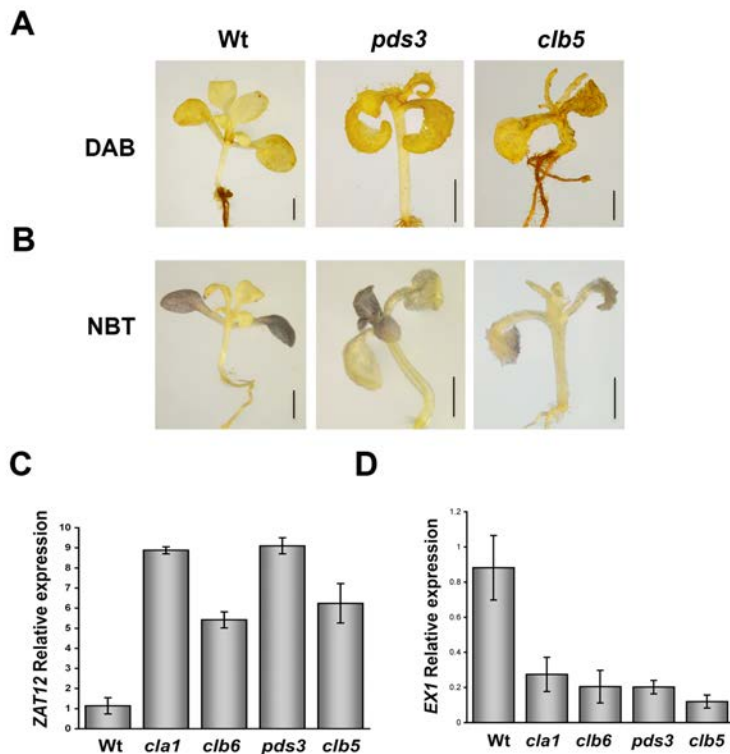 A
Wt pds3 clb5
DAB
B
NBT
C
ZAT12 Relative expression
10
9
8
7
6
5
4
3
2
1
0
Wt cla1 clb6 pds3 clb5
D
EX1 Relative expression
1.2
1
0.8
0.6
0.4
0.2
0
Wt cla1 clb6 pds3 clb5